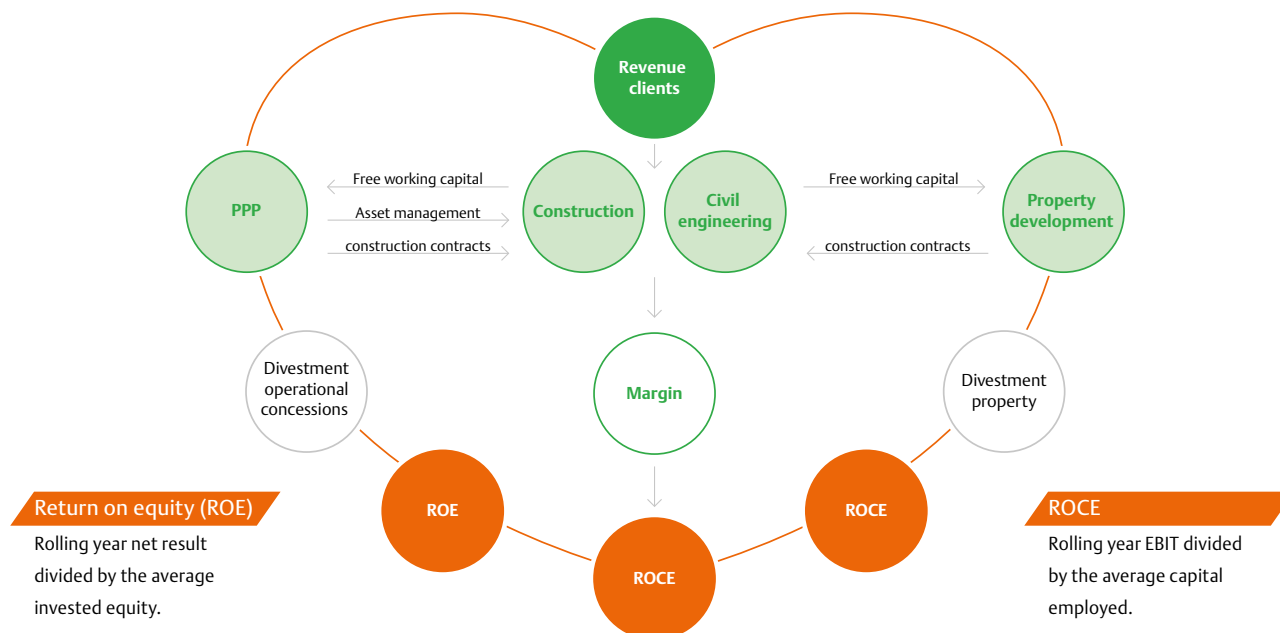 Revenue
clients
PPP
Free working capital
Asset management
construction contracts
Construction
Civil
engineering
Free working capital
construction contracts
Property
development
Divestment
operational
concessions
Margin
Divestment
property
ROE
ROCE
ROCE
Return on equity (ROE)
Rolling year net result
divided by the average
invested equity.
ROCE
Rolling year EBIT divided
by the average capital
employed.